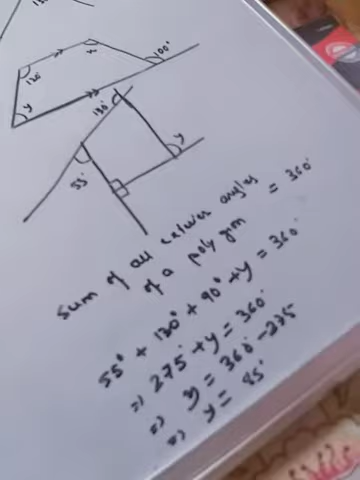 120°
x
100°
y
130°
y
55°
sum of all exterior angles
of a polygon = 360°
55° + 130° + 90° + y = 360°
=) 275° + y = 360°
=) y = 360° - 275
=) y = 85°